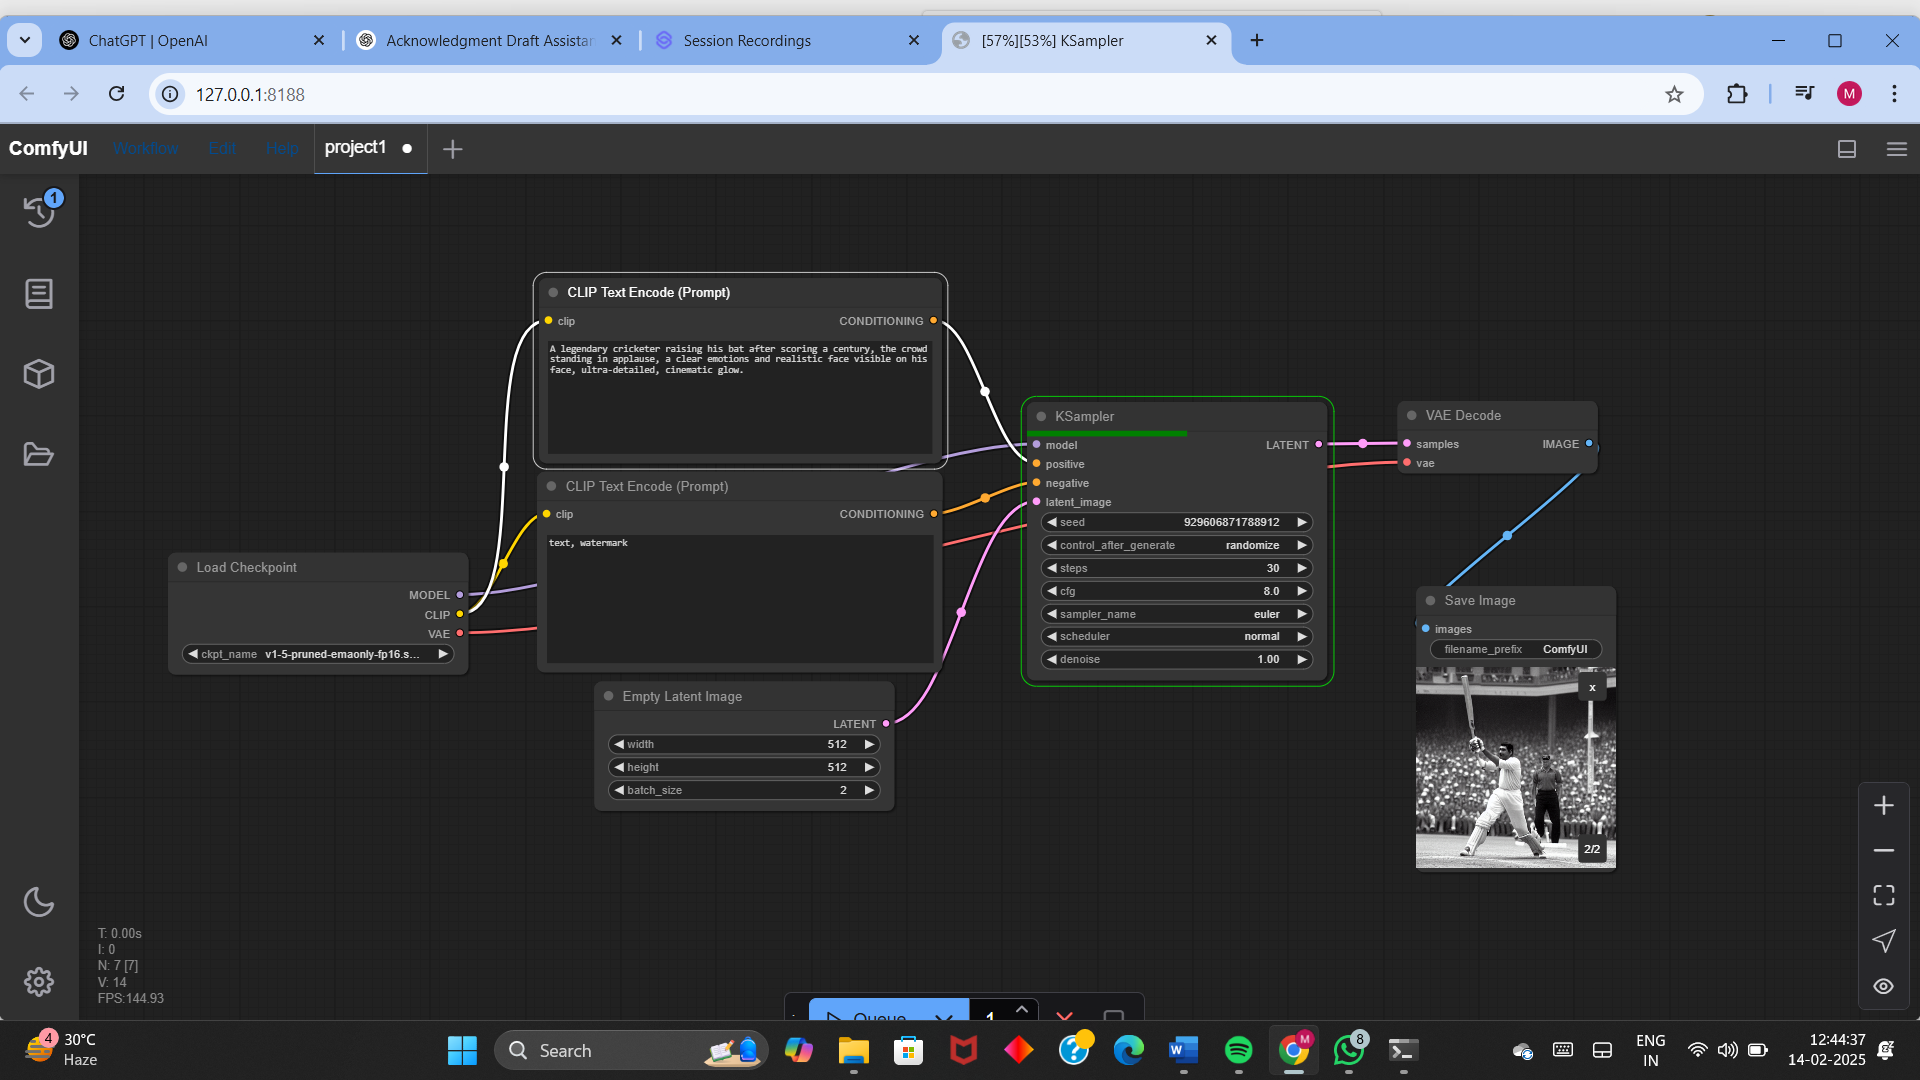 ChatGPT | OpenAI
Acknowledgment Draft Assistan
Session Recordings
[57%][53%] KSampler
127.0.0.1:8188
M
ComfyUI
Workflow
Edit
Help
project1
1
CLIP Text Encode (Prompt)
clip
CONDITIONING
A legendary cricketer raising his bat after scoring a century, the crowd
standing in applause, a clear emotions and realistic face visible on his
face, ultra-detailed, cinematic glow.
CLIP Text Encode (Prompt)
clip
CONDITIONING
text, watermark
Load Checkpoint
MODEL
CLIP
VAE
ckpt_name v1-5-pruned-emaonly-fp16.s...
Empty Latent Image
LATENT
width 512
height 512
batch_size 2
KSampler
model
LATENT
positive
negative
latent_image
seed 929606871788912
control_after_generate randomize
steps 30
cfg 8.0
sampler_name euler
scheduler normal
denoise 1.00
VAE Decode
samples
IMAGE
vae
Save Image
images
filename_prefix ComfyUI
x
2/2
T: 0.00s
I: 0
N: 7 [7]
V: 14
FPS:144.93
Queue
1
4
30°C
Haze
Search
M
8
ENG
IN
12:44:37
14-02-2025